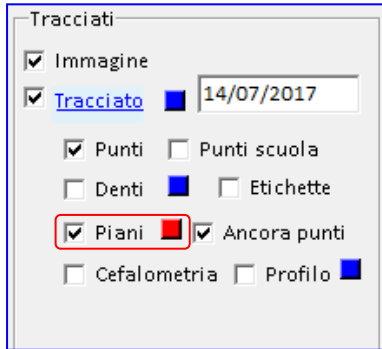 Tracciati
Immagine
Tracciato 14/07/2017
Punti Punti scuola
Denti Etichette
Piani Ancora punti
Cefalometria Profilo